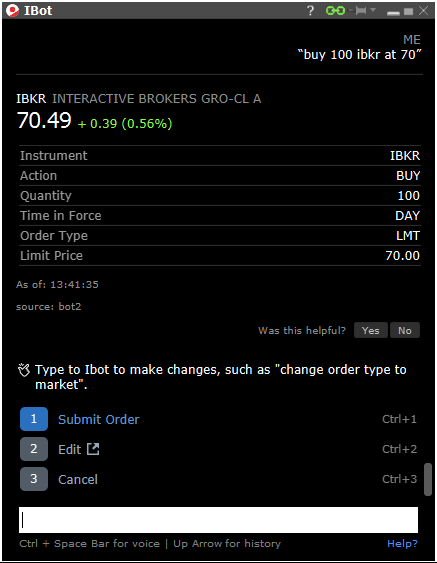 IBot
?
ME
“buy 100 ibkr at 70”
IBKR INTERACTIVE BROKERS GRO-CL A
70.49 + 0.39 (0.56%)
Instrument IBKR
Action BUY
Quantity 100
Time in Force DAY
Order Type LMT
Limit Price 70.00
As of: 13:41:35
source: bot2
Was this helpful? Yes No
Type to Ibot to make changes, such as "change order type to
market".
1 Submit Order Ctrl+1
2 Edit Ctrl+2
3 Cancel Ctrl+3
Ctrl + Space Bar for voice | Up Arrow for history Help?